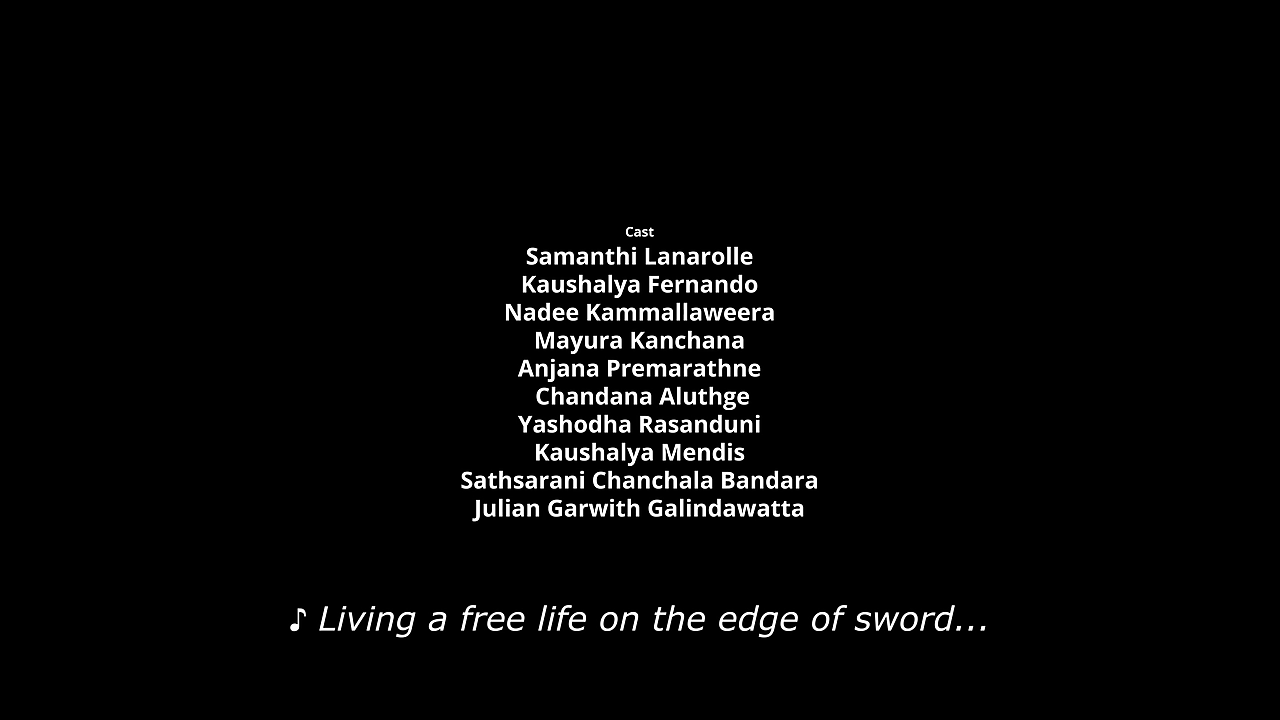 Cast
Samanthi Lanarolle
Kaushalya Fernando
Nadee Kammallaweera
Mayura Kanchana
Anjana Premarathne
Chandana Aluthge
Yashodha Rasanduni
Kaushalya Mendis
Sathsarani Chanchala Bandara
Julian Garwith Galindawatta
♪ Living a free life on the edge of sword...